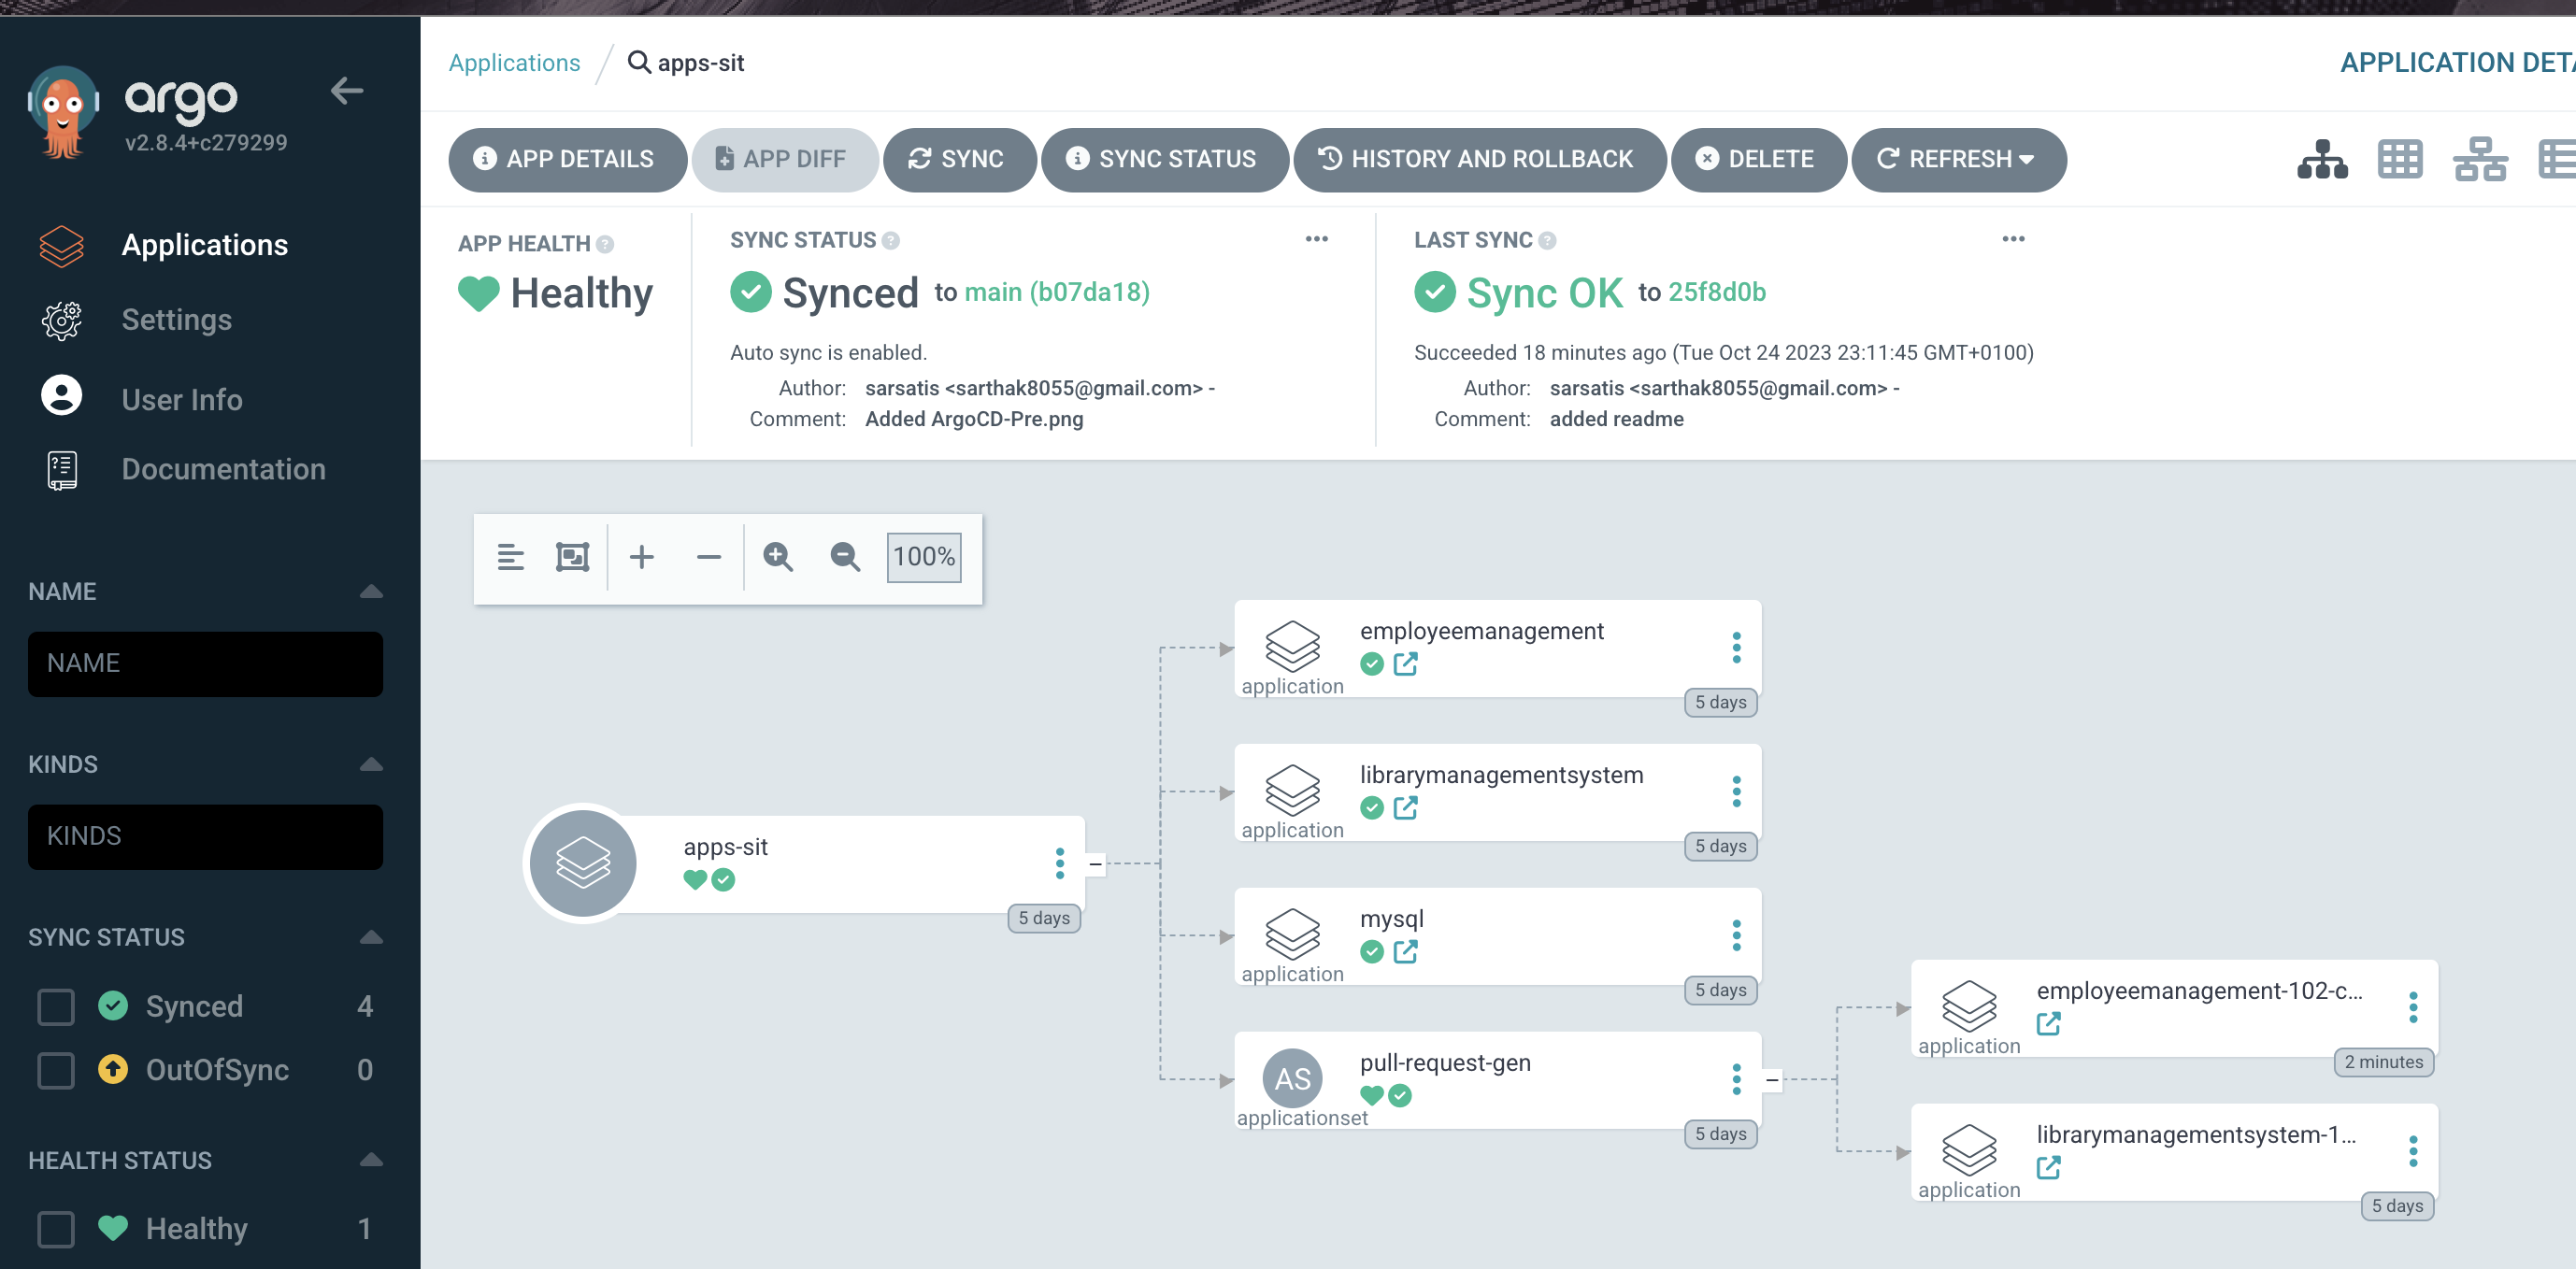 argo
v2.8.4+c279299
Applications
Settings
User Info
Documentation
NAME
NAME
KINDS
KINDS
SYNC STATUS
Synced 4
OutOfSync 0
HEALTH STATUS
Healthy 1
Applications / apps-sit
APPLICATION DETA
APP DETAILS APP DIFF SYNC SYNC STATUS HISTORY AND ROLLBACK DELETE REFRESH
APP HEALTH
Healthy
SYNC STATUS
Synced to main (b07da18)
Auto sync is enabled.
Author: sarsatis <sarthak8055@gmail.com> -
Comment: Added ArgoCD-Pre.png
LAST SYNC
Sync OK to 25f8d0b
Succeeded 18 minutes ago (Tue Oct 24 2023 23:11:45 GMT+0100)
Author: sarsatis <sarthak8055@gmail.com> -
Comment: added readme
100%
apps-sit
5 days
employeemanagement
application
5 days
librarymanagementsystem
application
5 days
mysql
application
5 days
AS
pull-request-gen
applicationset
5 days
employeemanagement-102-c...
application
2 minutes
librarymanagementsystem-1...
application
5 days